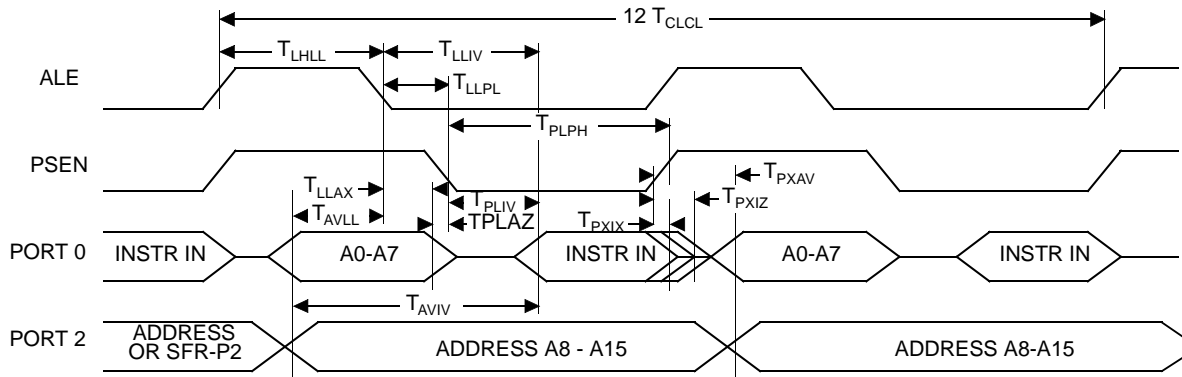 12 TCLCL
TLHLL
TLLIV
ALE
TLLPL
TPLPH
PSEN
TLLAX
TPLIV
TPXAV
TAVLL
TPLAZ
TPXIX
TPXIZ
PORT 0
INSTR IN
A0-A7
INSTR IN
A0-A7
INSTR IN
TAVIV
PORT 2
ADDRESS
OR SFR-P2
ADDRESS A8 - A15
ADDRESS A8-A15